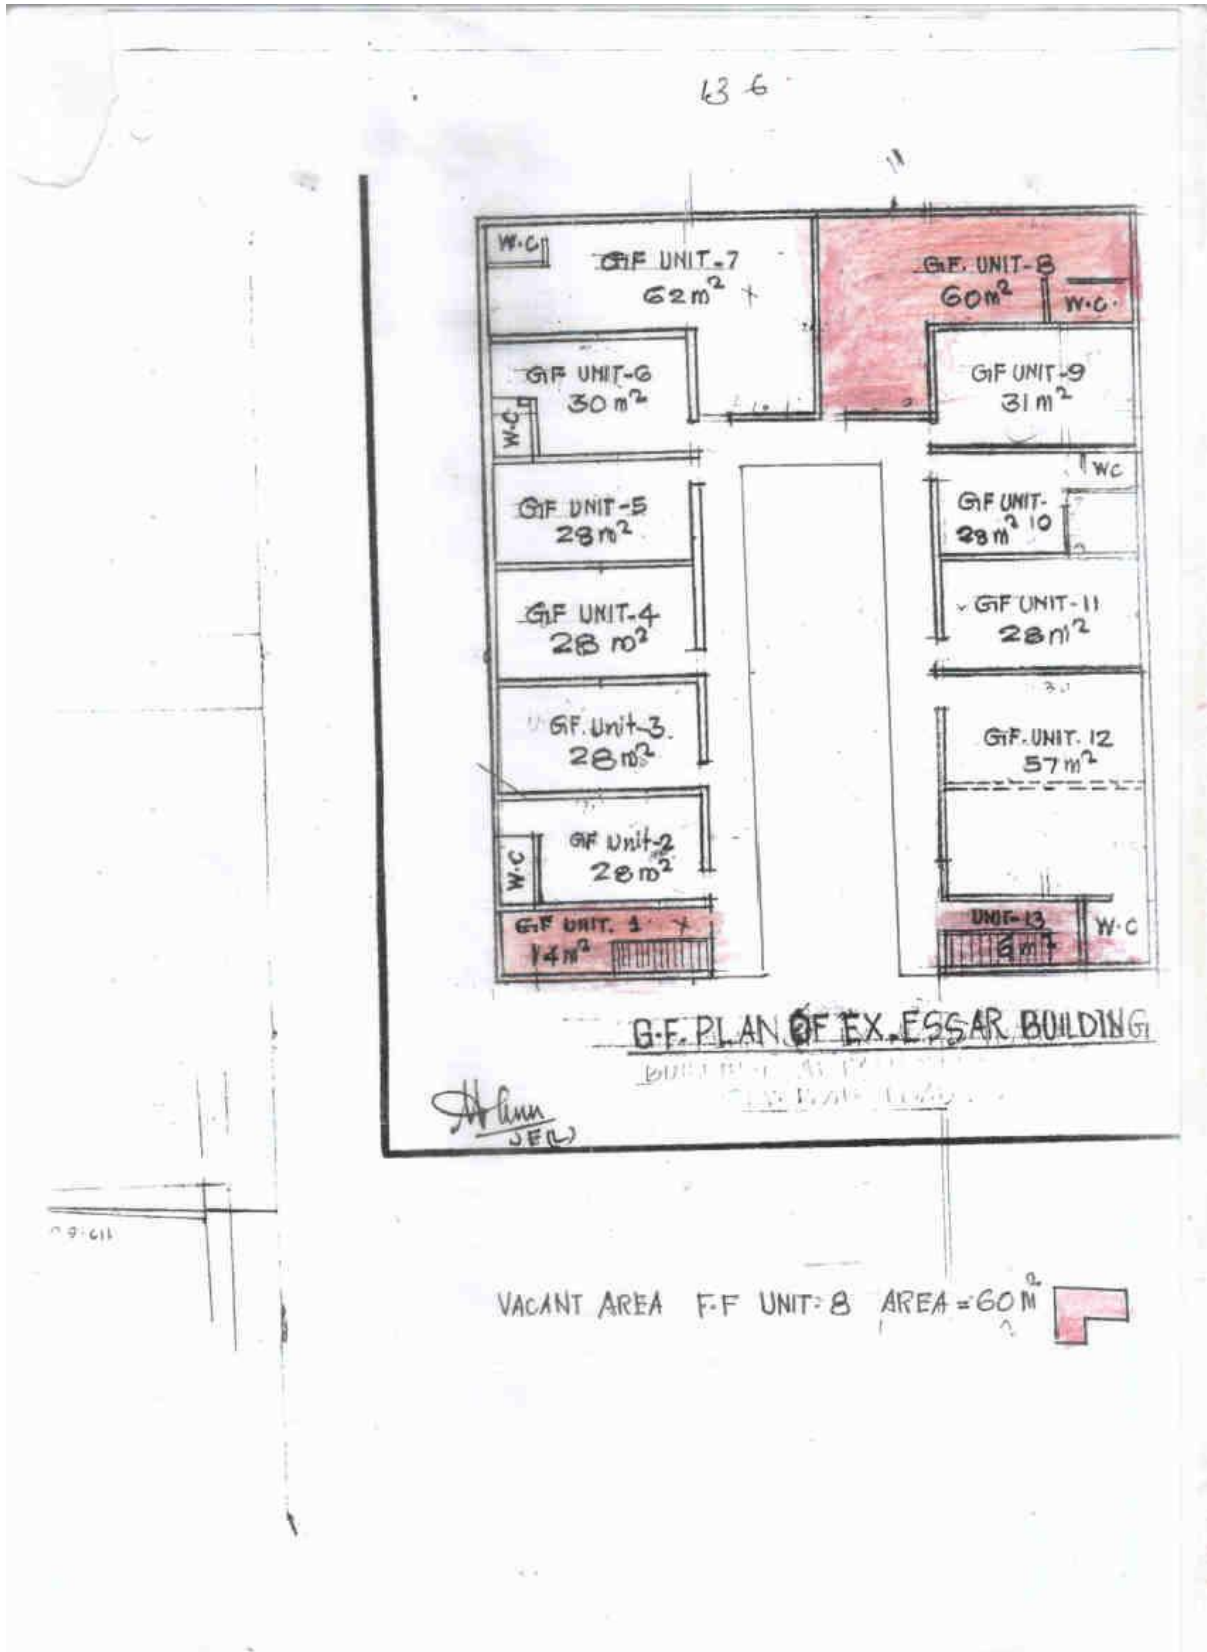 136
W.C
GF UNIT-7
62m²
G.F. UNIT-8
60m²
W.C.
GF UNIT-6
30 m²
W.C
GF UNIT-9
31m²
WC
GF UNIT-5
28m²
GF UNIT-10
28m²
GF UNIT-4
28 m²
GF UNIT-11
28m²
GF. Unit-3.
28m²
GF. UNIT. 12
57m²
GF Unit-2
28m²
W.C
GF UNIT. 1
14m²
UNIT-13
6m²
W.C
G.F. PLAN OF EX. ESSAR BUILDING
JE(L)
VACANT AREA F.F UNIT-8 AREA = 60 M²